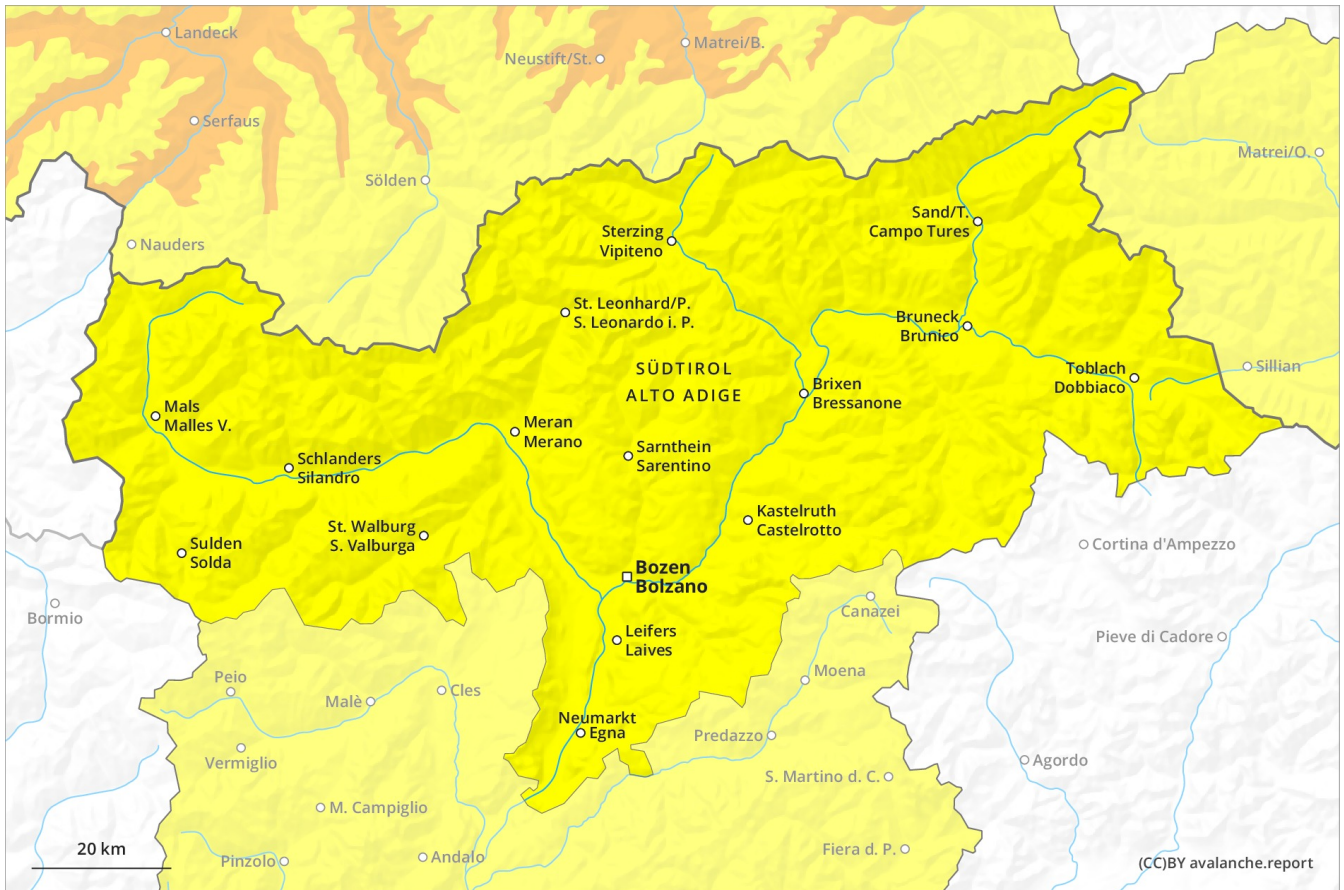 Landeck
Matrei/B.
Neustift/St.
Serfaus
Matrei/O.
Sölden
Nauders
Sand/T.
Campo Tures
Sterzing
Vipiteno
St. Leonhard/P.
S. Leonardo i. P.
Bruneck
Brunico
SÜDTIROL
ALTO ADIGE
Toblach
Dobbiaco
Sillian
Brixen
Bressanone
Mals
Malles V.
Meran
Merano
Sarnthein
Sarentino
Schlanders
Silandro
Kastelruth
Castelrotto
St. Walburg
S. Valburga
Sulden
Solda
Cortina d'Ampezzo
Bozen
Bolzano
Bormio
Canazei
Leifers
Laives
Pieve di Cadore
Peio
Moena
Malè
Cles
Neumarkt
Egna
Predazzo
Vermiglio
Agordo
S. Martino d. C.
M. Campiglio
20 km
Pinzolo
Andalo
Fiera d. P.
(CC)BY avalanche.report